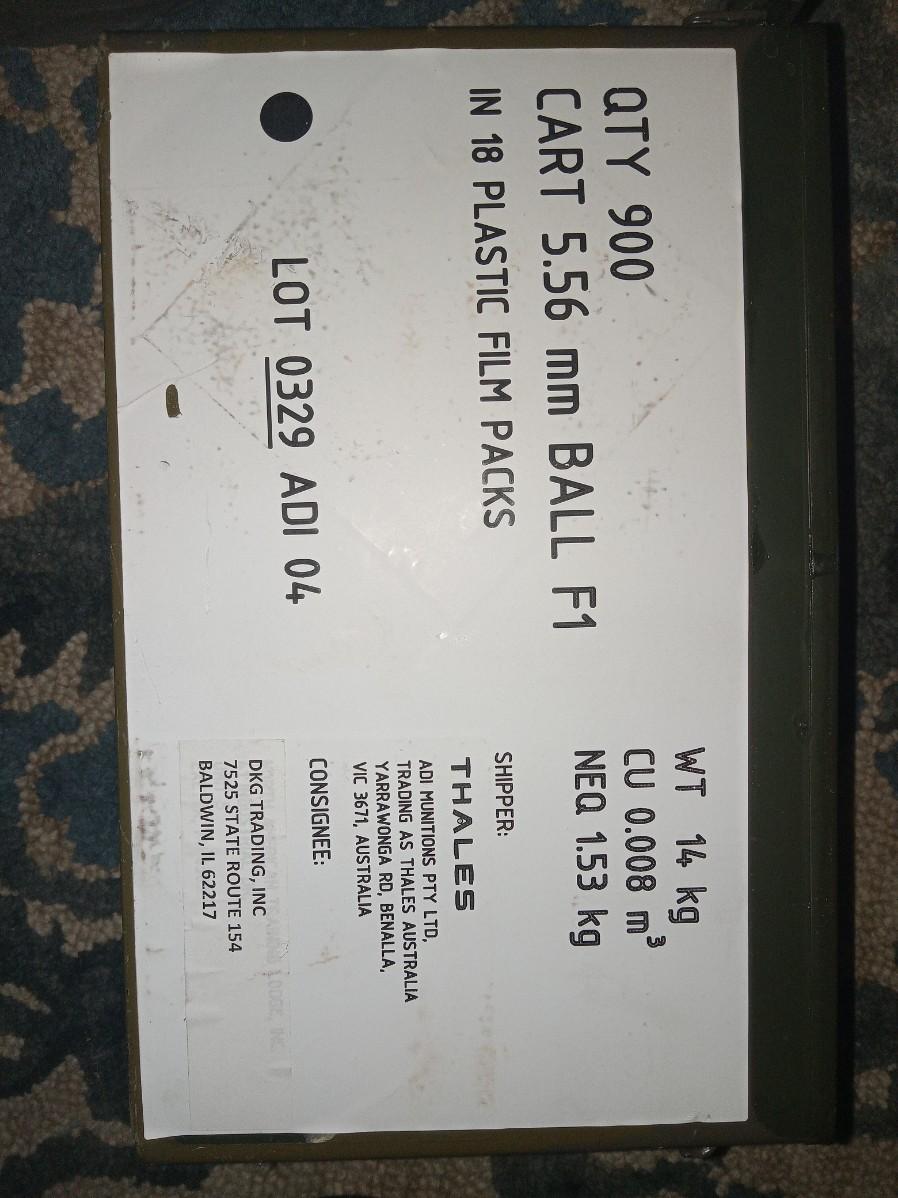 QTY 900
CART 5.56 mm BALL F1
IN 18 PLASTIC FILM PACKS
LOT 0329 ADI 04
WT 14 kg
CU 0.008 m³
NEQ 1.53 kg
SHIPPER:
THALES
ADI MUNITIONS PTY LTD,
TRADING AS THALES AUSTRALIA
YARRAWONGA RD, BENALLA,
VIC 3671, AUSTRALIA
CONSIGNEE:
DKG TRADING, INC
7525 STATE ROUTE 154
BALDWIN, IL 62217